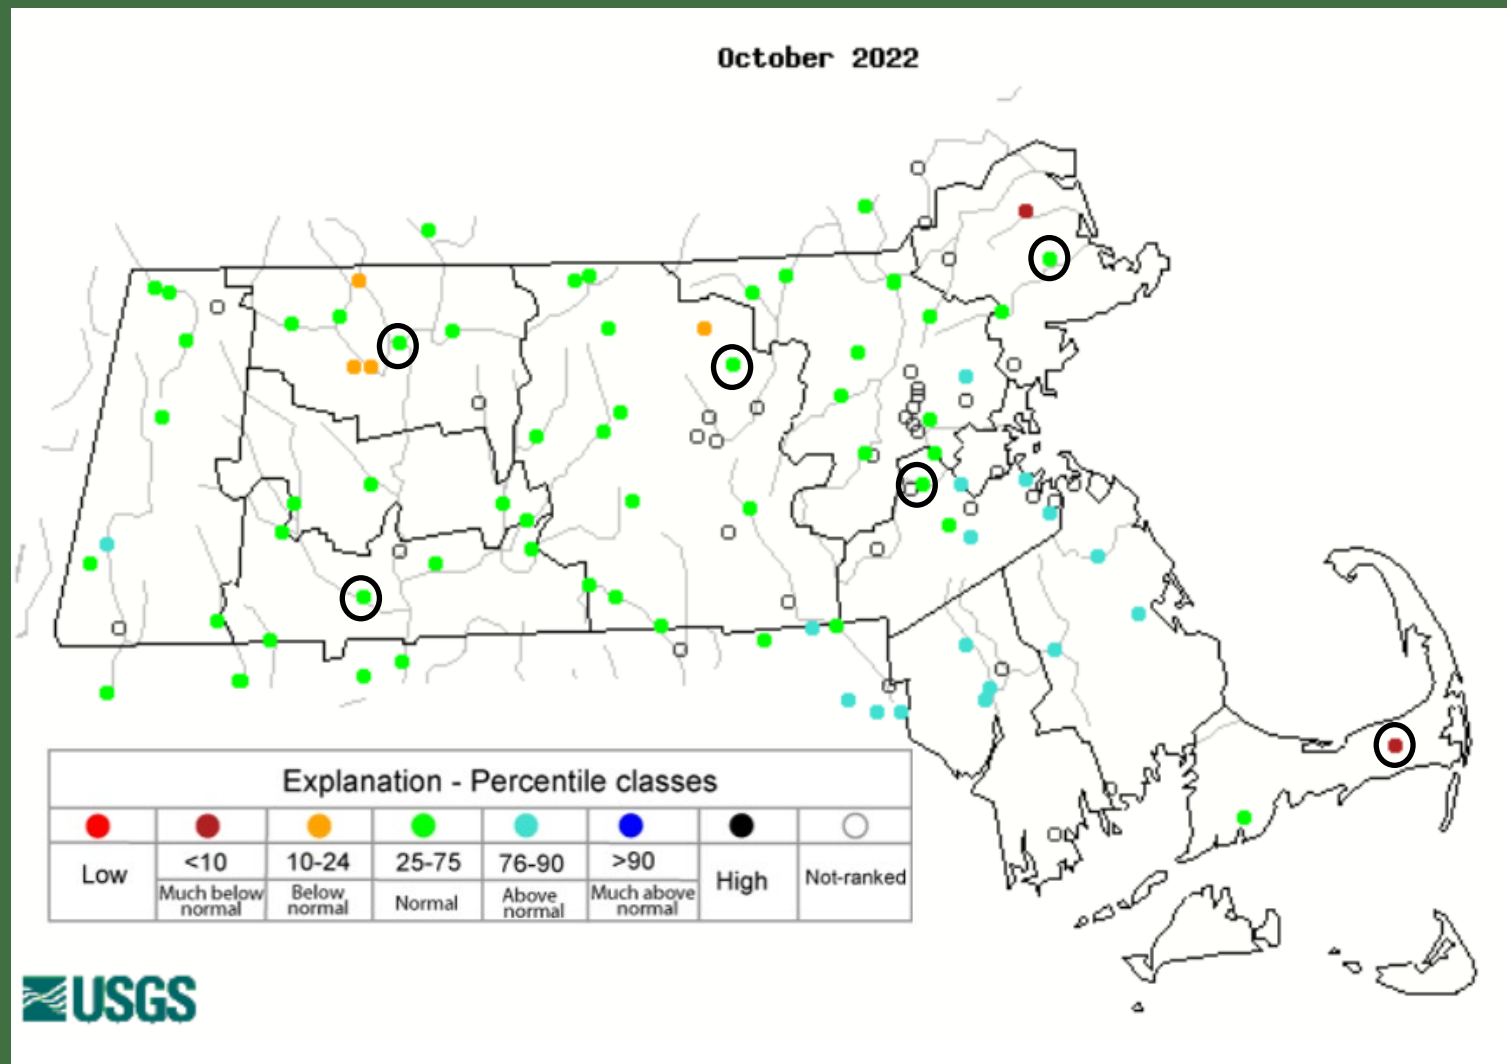 October 2022
Explanation - Percentile classes
<10 10-24 25-75 76-90 >90
Low High Not-ranked
Much below normal Below normal Normal Above normal Much above normal
USGS